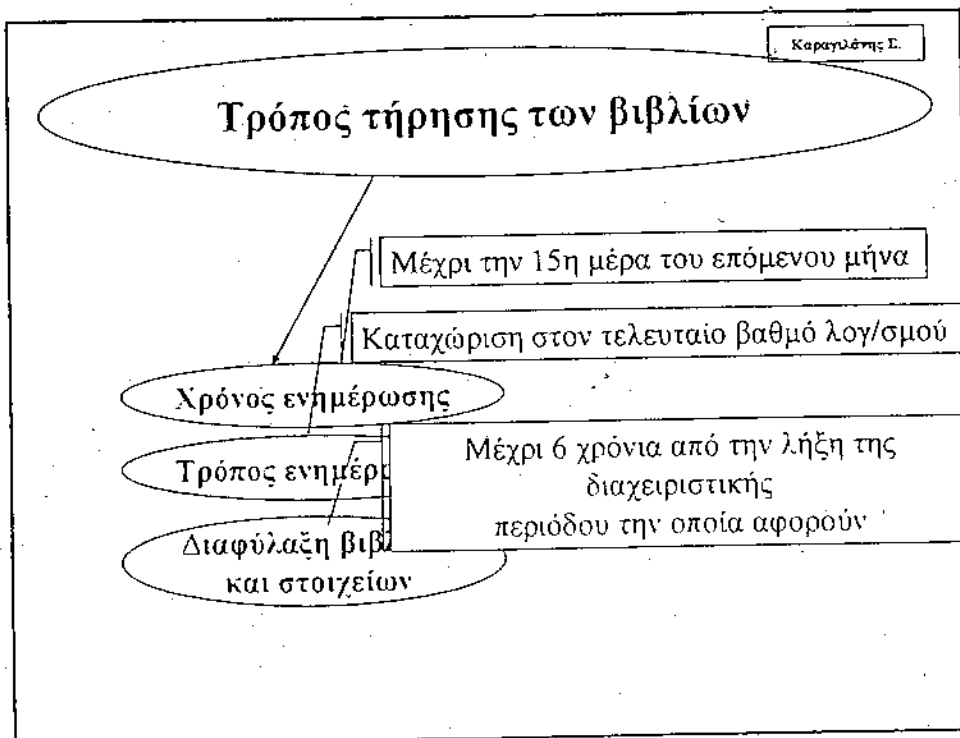 Καραγιλάνης Σ.
Τρόπος τήρησης των βιβλίων
Μέχρι την 15η μέρα του επόμενου μήνα
Καταχώριση στον τελευταίο βαθμό λογ/σμού
Χρόνος ενημέρωσης
Μέχρι 6 χρόνια από την λήξη της
διαχειριστικής
περιόδου την οποία αφορούν
Τρόπος ενημέρ
Διαφύλαξη βιβλ
και στοιχείων